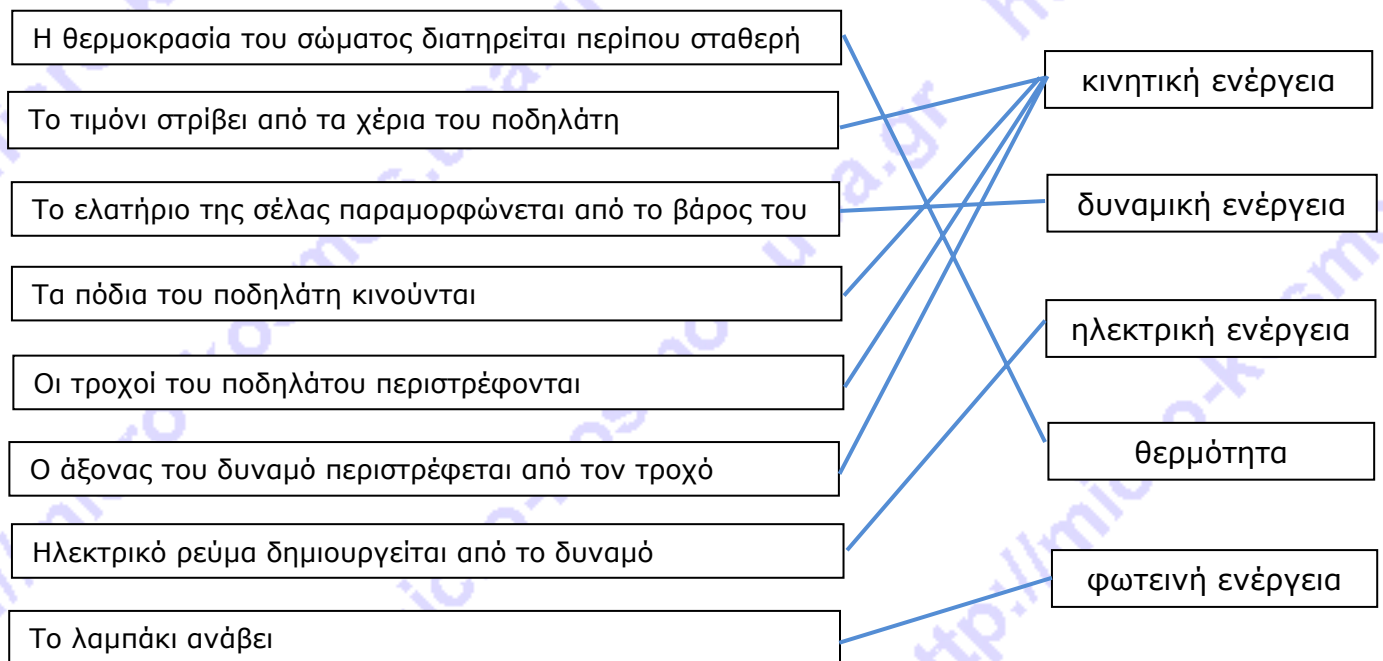 Η θερμοκρασία του σώματος διατηρείται περίπου σταθερή
Το τιμόνι στρίβει από τα χέρια του ποδηλάτη
Το ελατήριο της σέλας παραμορφώνεται από το βάρος του
Τα πόδια του ποδηλάτη κινούνται
Οι τροχοί του ποδηλάτου περιστρέφονται
Ο άξονας του δυναμό περιστρέφεται από τον τροχό
Ηλεκτρικό ρεύμα δημιουργείται από το δυναμό
Το λαμπάκι ανάβει
κινητική ενέργεια
δυναμική ενέργεια
ηλεκτρική ενέργεια
θερμότητα
φωτεινή ενέργεια